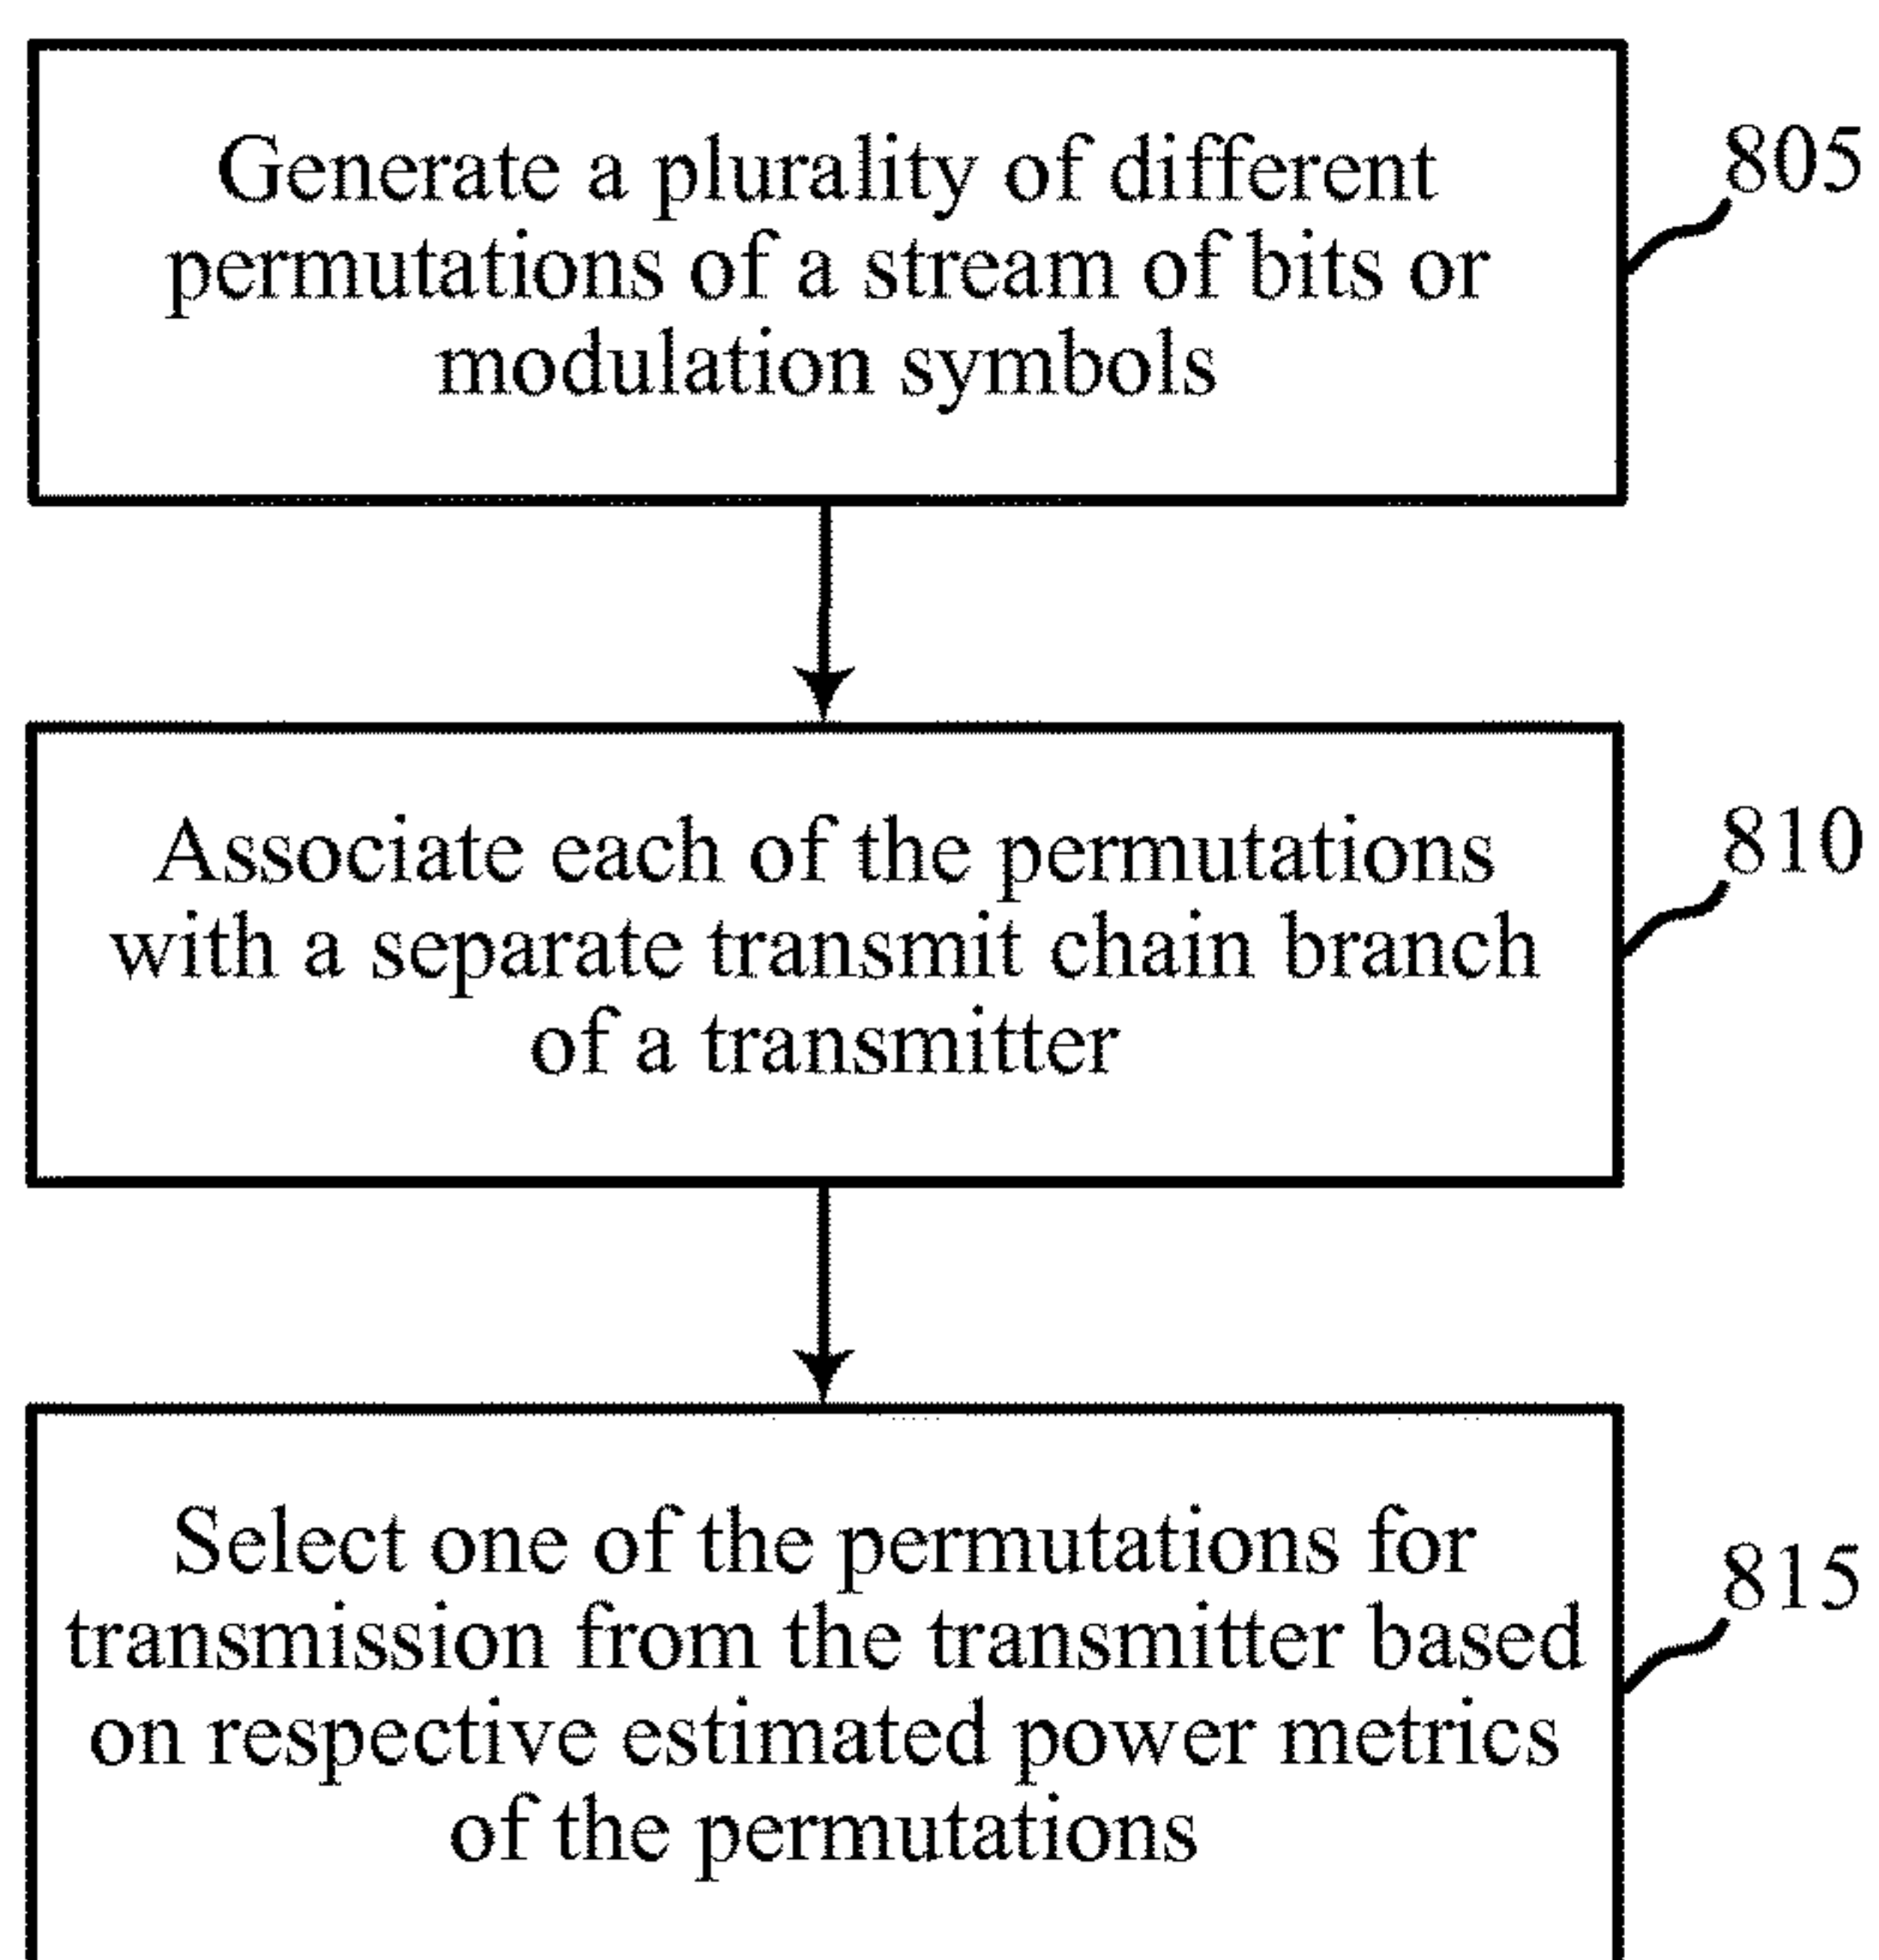 Generate a plurality of different
permutations of a stream of bits or
modulation symbols
805
Associate each of the permutations
with a separate transmit chain branch
of a transmitter
810
Select one of the permutations for
transmission from the transmitter based
on respective estimated power metrics
of the permutations
815